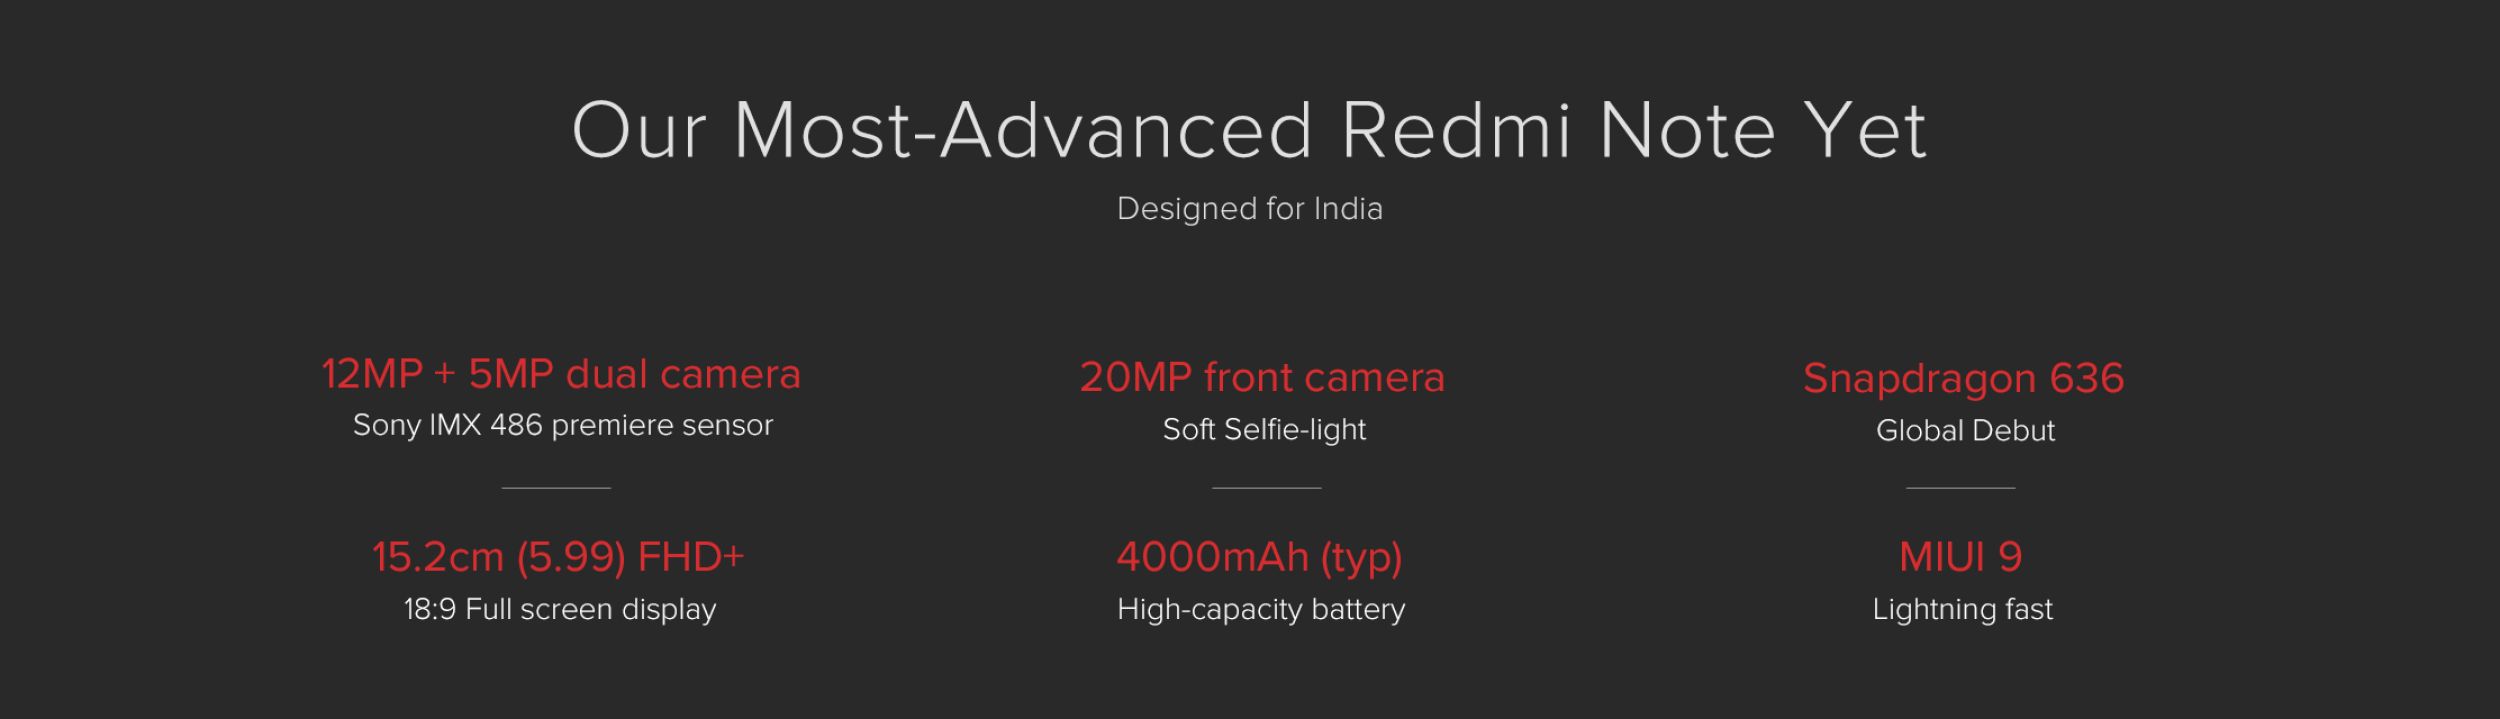 Our Most-Advanced Redmi Note Yet
Designed for India
12MP + 5MP dual camera
Sony IMX 486 premiere sensor
20MP front camera
Soft Selfie-light
Snapdragon 636
Global Debut
15.2cm (5.99) FHD+
18:9 Full screen display
4000mAh (typ)
High-capacity battery
MIUI 9
Lightning fast